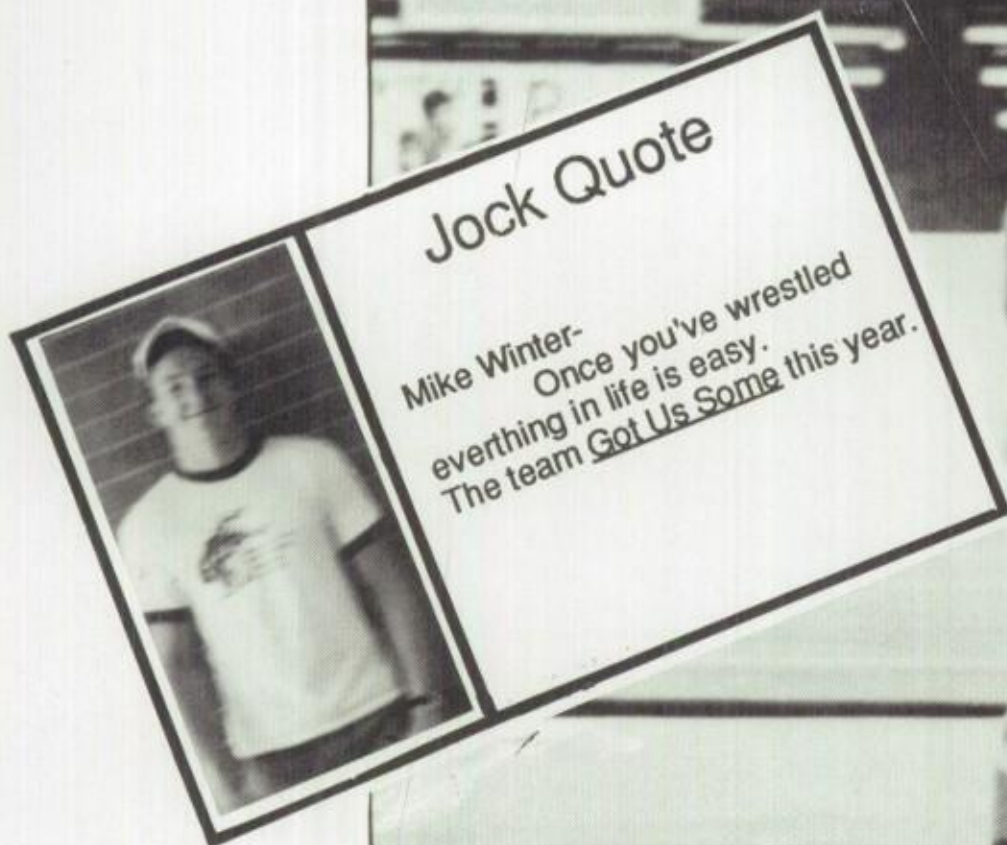 Jock Quote
Mike Winter-
Once you've wrestled
everthing in life is easy.
The team Got Us Some this year.